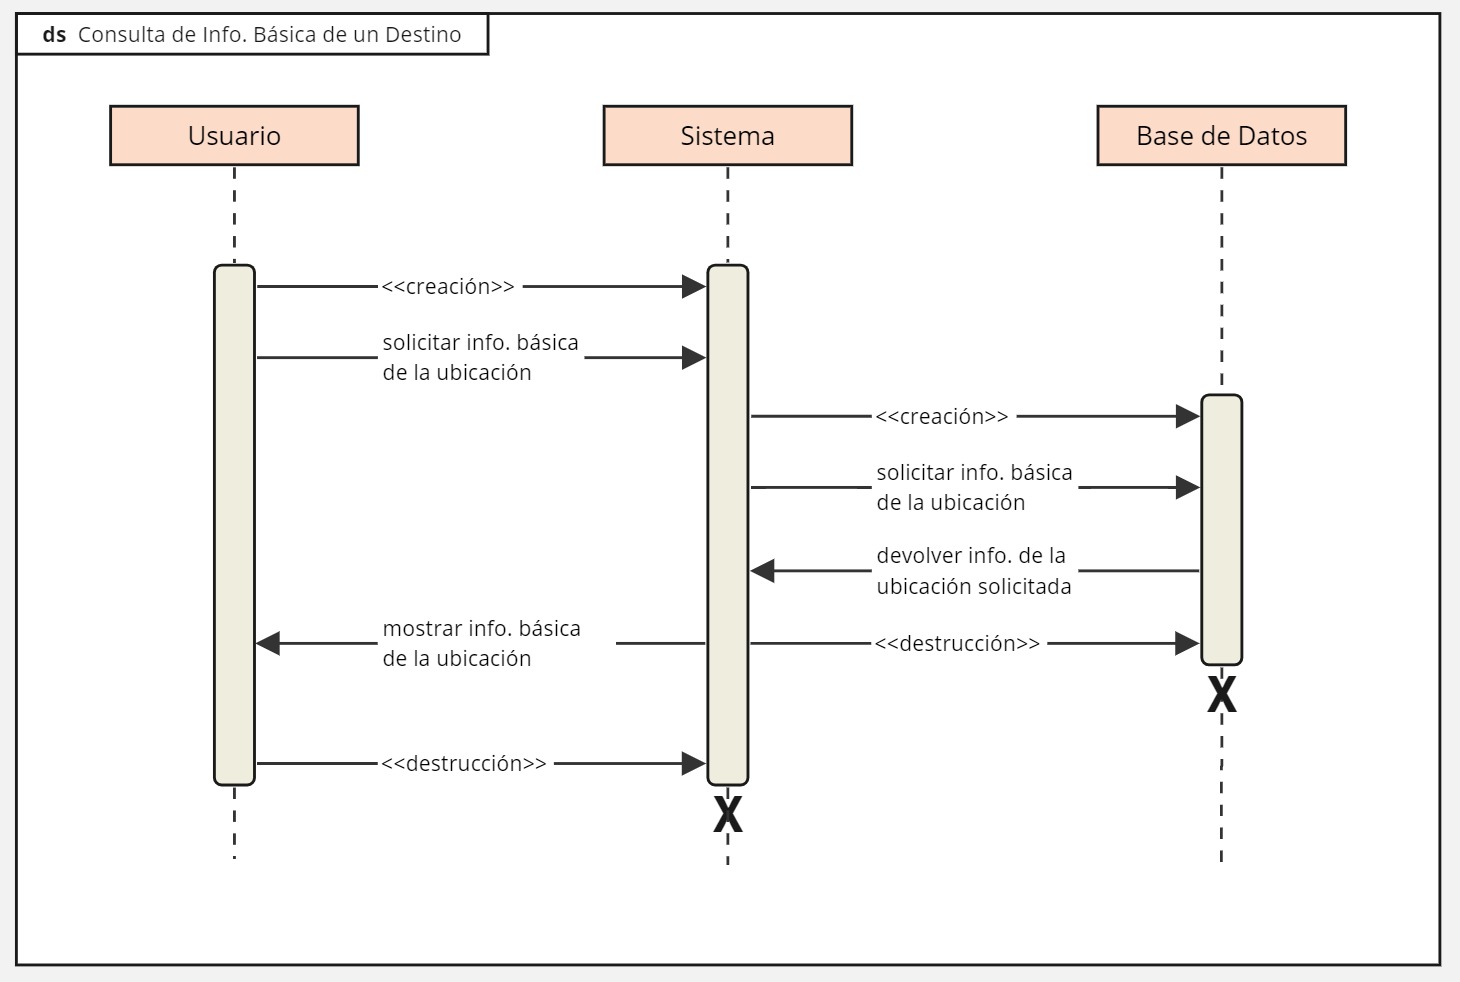 ds Consulta de Info. Básica de un Destino
Usuario
Sistema
Base de Datos
<<creación>>
solicitar info. básica
de la ubicación
<<creación>>
solicitar info. básica
de la ubicación
devolver info. de la
ubicación solicitada
mostrar info. básica
de la ubicación
<<destrucción>>
X
<<destrucción>>
X